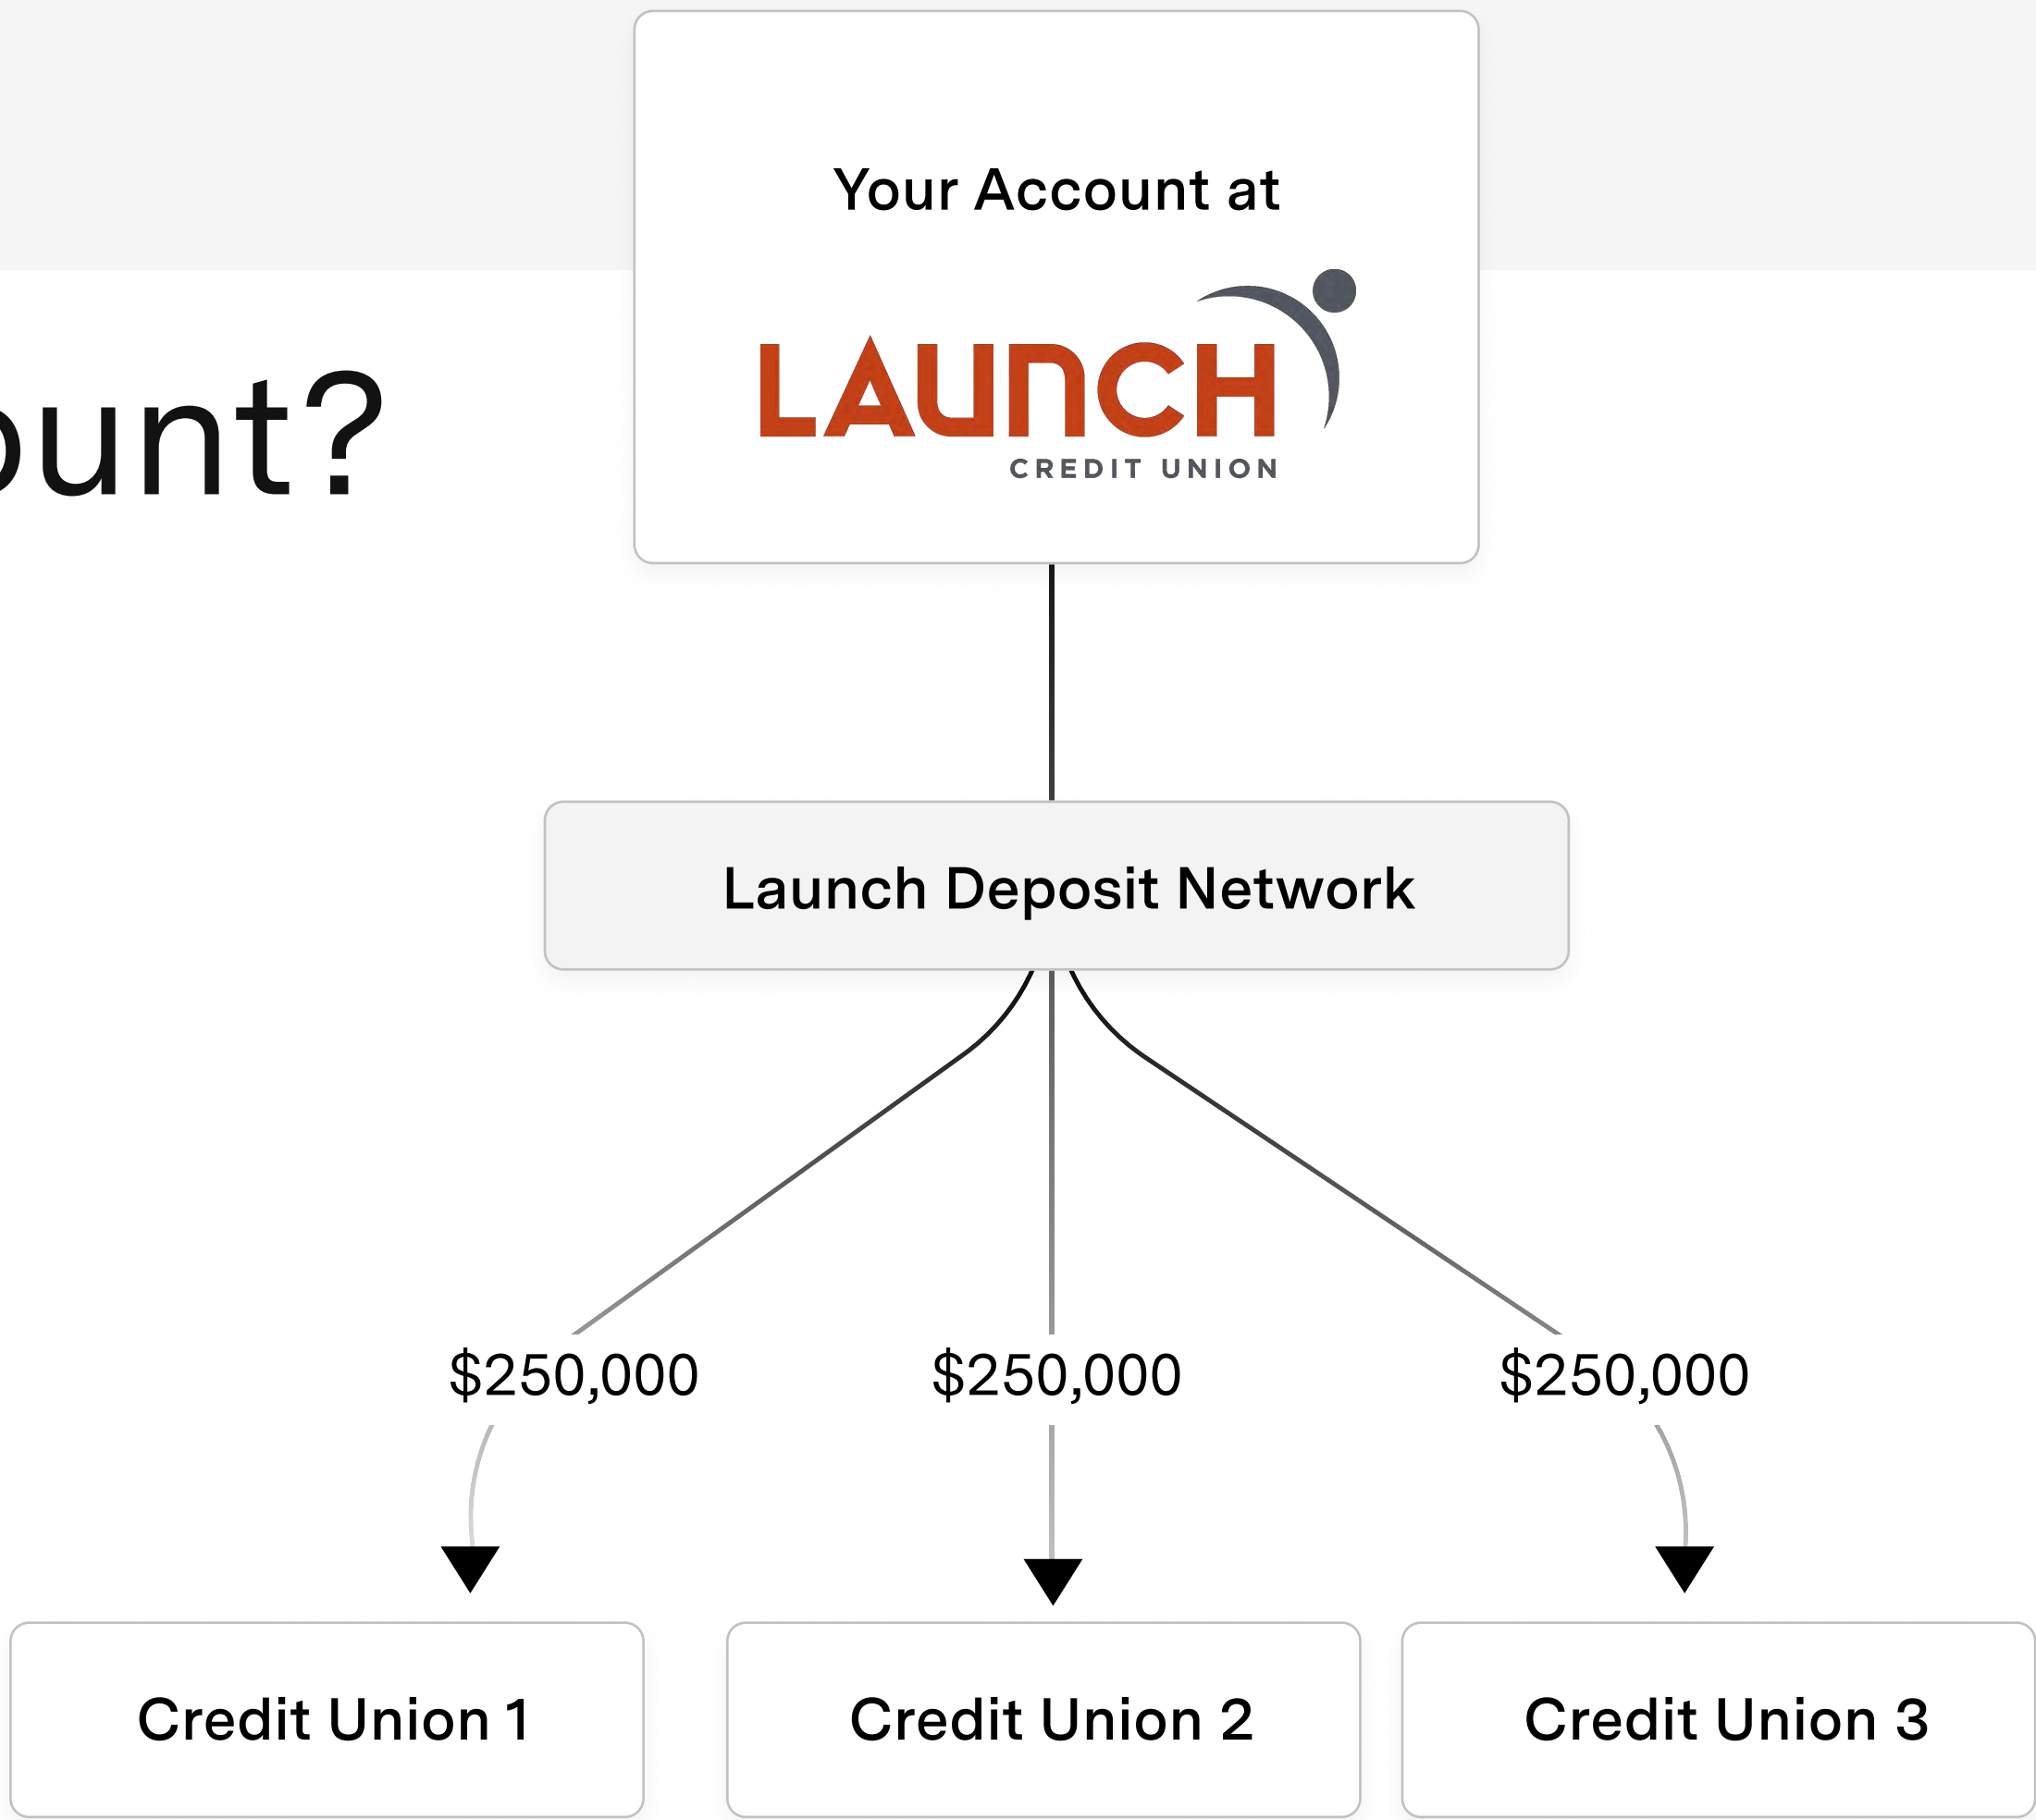 Your Account at
LAUNCH
CREDIT UNION
ount?
Launch Deposit Network
$250,000 $250,000 $250,000
Credit Union 1 Credit Union 2 Credit Union 3